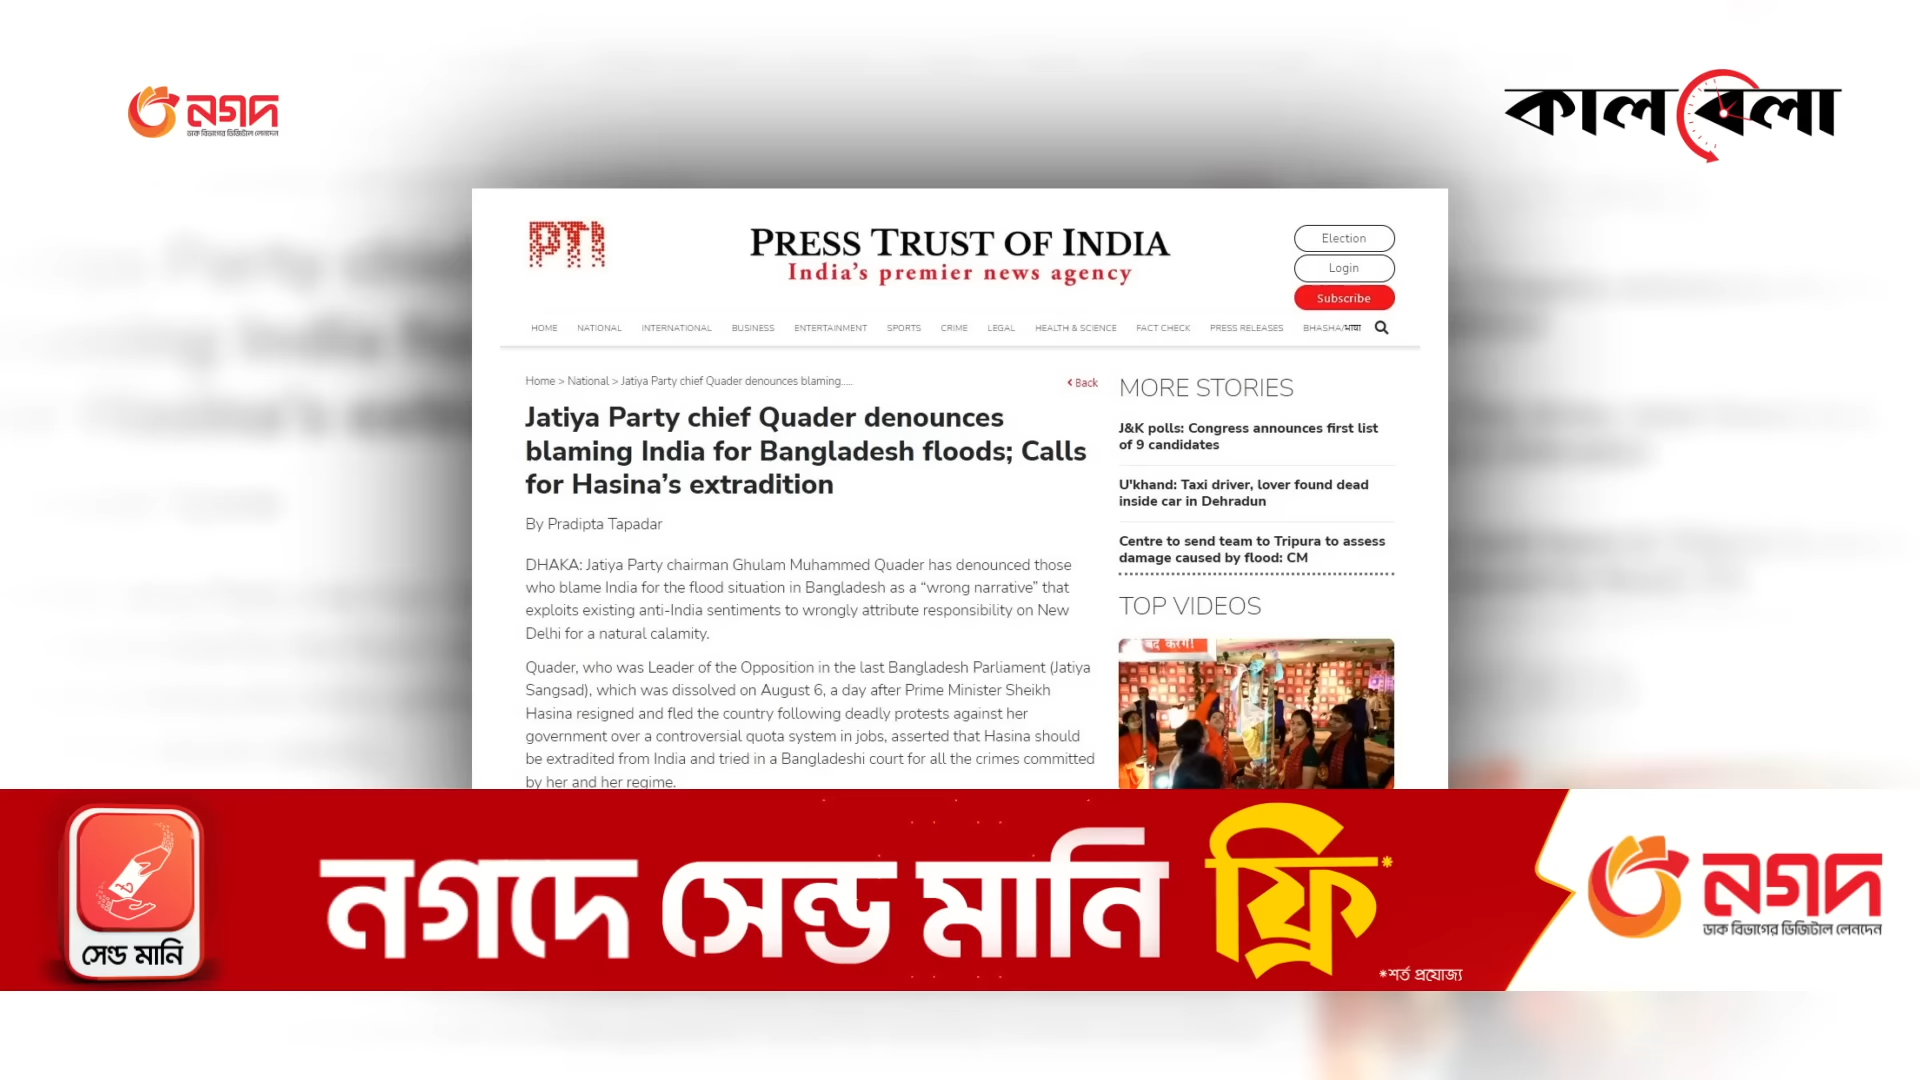 নগদ
ডাক বিভাগের ডিজিটাল লেনদেন
কালবেলা
PTI
PRESS TRUST OF INDIA
India's premier news agency
Election
Login
Subscribe
HOME NATIONAL INTERNATIONAL BUSINESS ENTERTAINMENT SPORTS CRIME LEGAL HEALTH & SCIENCE FACT CHECK PRESS RELEASES BHASHA/भाषा
Home > National > Jatiya Party chief Quader denounces blaming.....
Back
Jatiya Party chief Quader denounces
blaming India for Bangladesh floods; Calls
for Hasina’s extradition
By Pradipta Tapadar
DHAKA: Jatiya Party chairman Ghulam Muhammed Quader has denounced those
who blame India for the flood situation in Bangladesh as a “wrong narrative” that
exploits existing anti-India sentiments to wrongly attribute responsibility on New
Delhi for a natural calamity.
Quader, who was Leader of the Opposition in the last Bangladesh Parliament (Jatiya
Sangsad), which was dissolved on August 6, a day after Prime Minister Sheikh
Hasina resigned and fled the country following deadly protests against her
government over a controversial quota system in jobs, asserted that Hasina should
be extradited from India and tried in a Bangladeshi court for all the crimes committed
by her and her regime.
MORE STORIES
J&K polls: Congress announces first list
of 9 candidates
U'khand: Taxi driver, lover found dead
inside car in Dehradun
Centre to send team to Tripura to assess
damage caused by flood: CM
TOP VIDEOS
সেন্ড মানি
নগদে সেন্ড মানি ফ্রি*
*শর্ত প্রযোজ্য
নগদ
ডাক বিভাগের ডিজিটাল লেনদেন